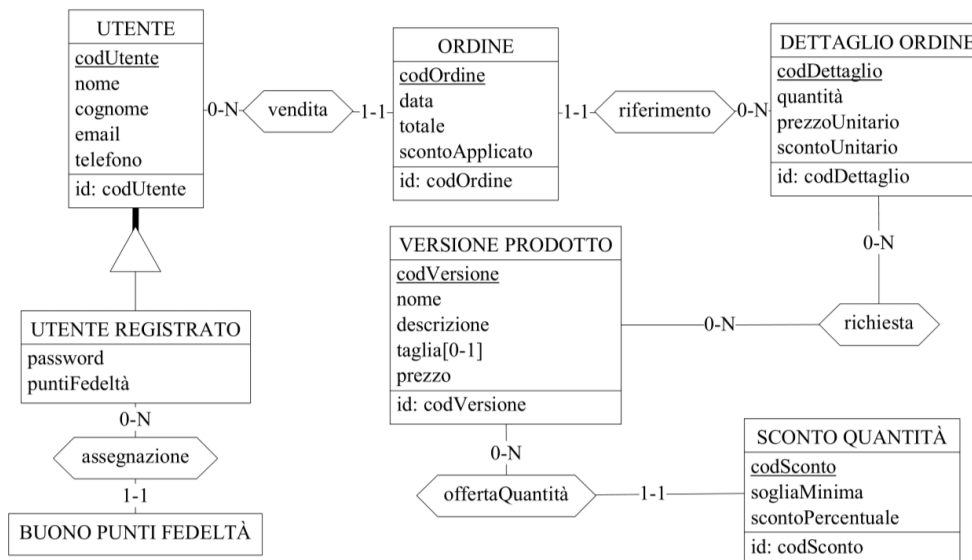 UTENTE
codUtente
nome
cognome
email
telefono
id: codUtente
0-N
vendita
1-1
ORDINE
codOrdine
data
totale
scontoApplicato
id: codOrdine
1-1
riferimento
0-N
DETTAGLIO ORDINE
codDettaglio
quantità
prezzoUnitario
scontoUnitario
id: codDettaglio
0-N
richiesta
0-N
VERSIONE PRODOTTO
codVersione
nome
descrizione
taglia[0-1]
prezzo
id: codVersione
0-N
offertaQuantità
1-1
SCONTO QUANTITÀ
codSconto
sogliaMinima
scontoPercentuale
id: codSconto
UTENTE REGISTRATO
password
puntiFedeltà
0-N
assegnazione
1-1
BUONO PUNTI FEDELTÀ